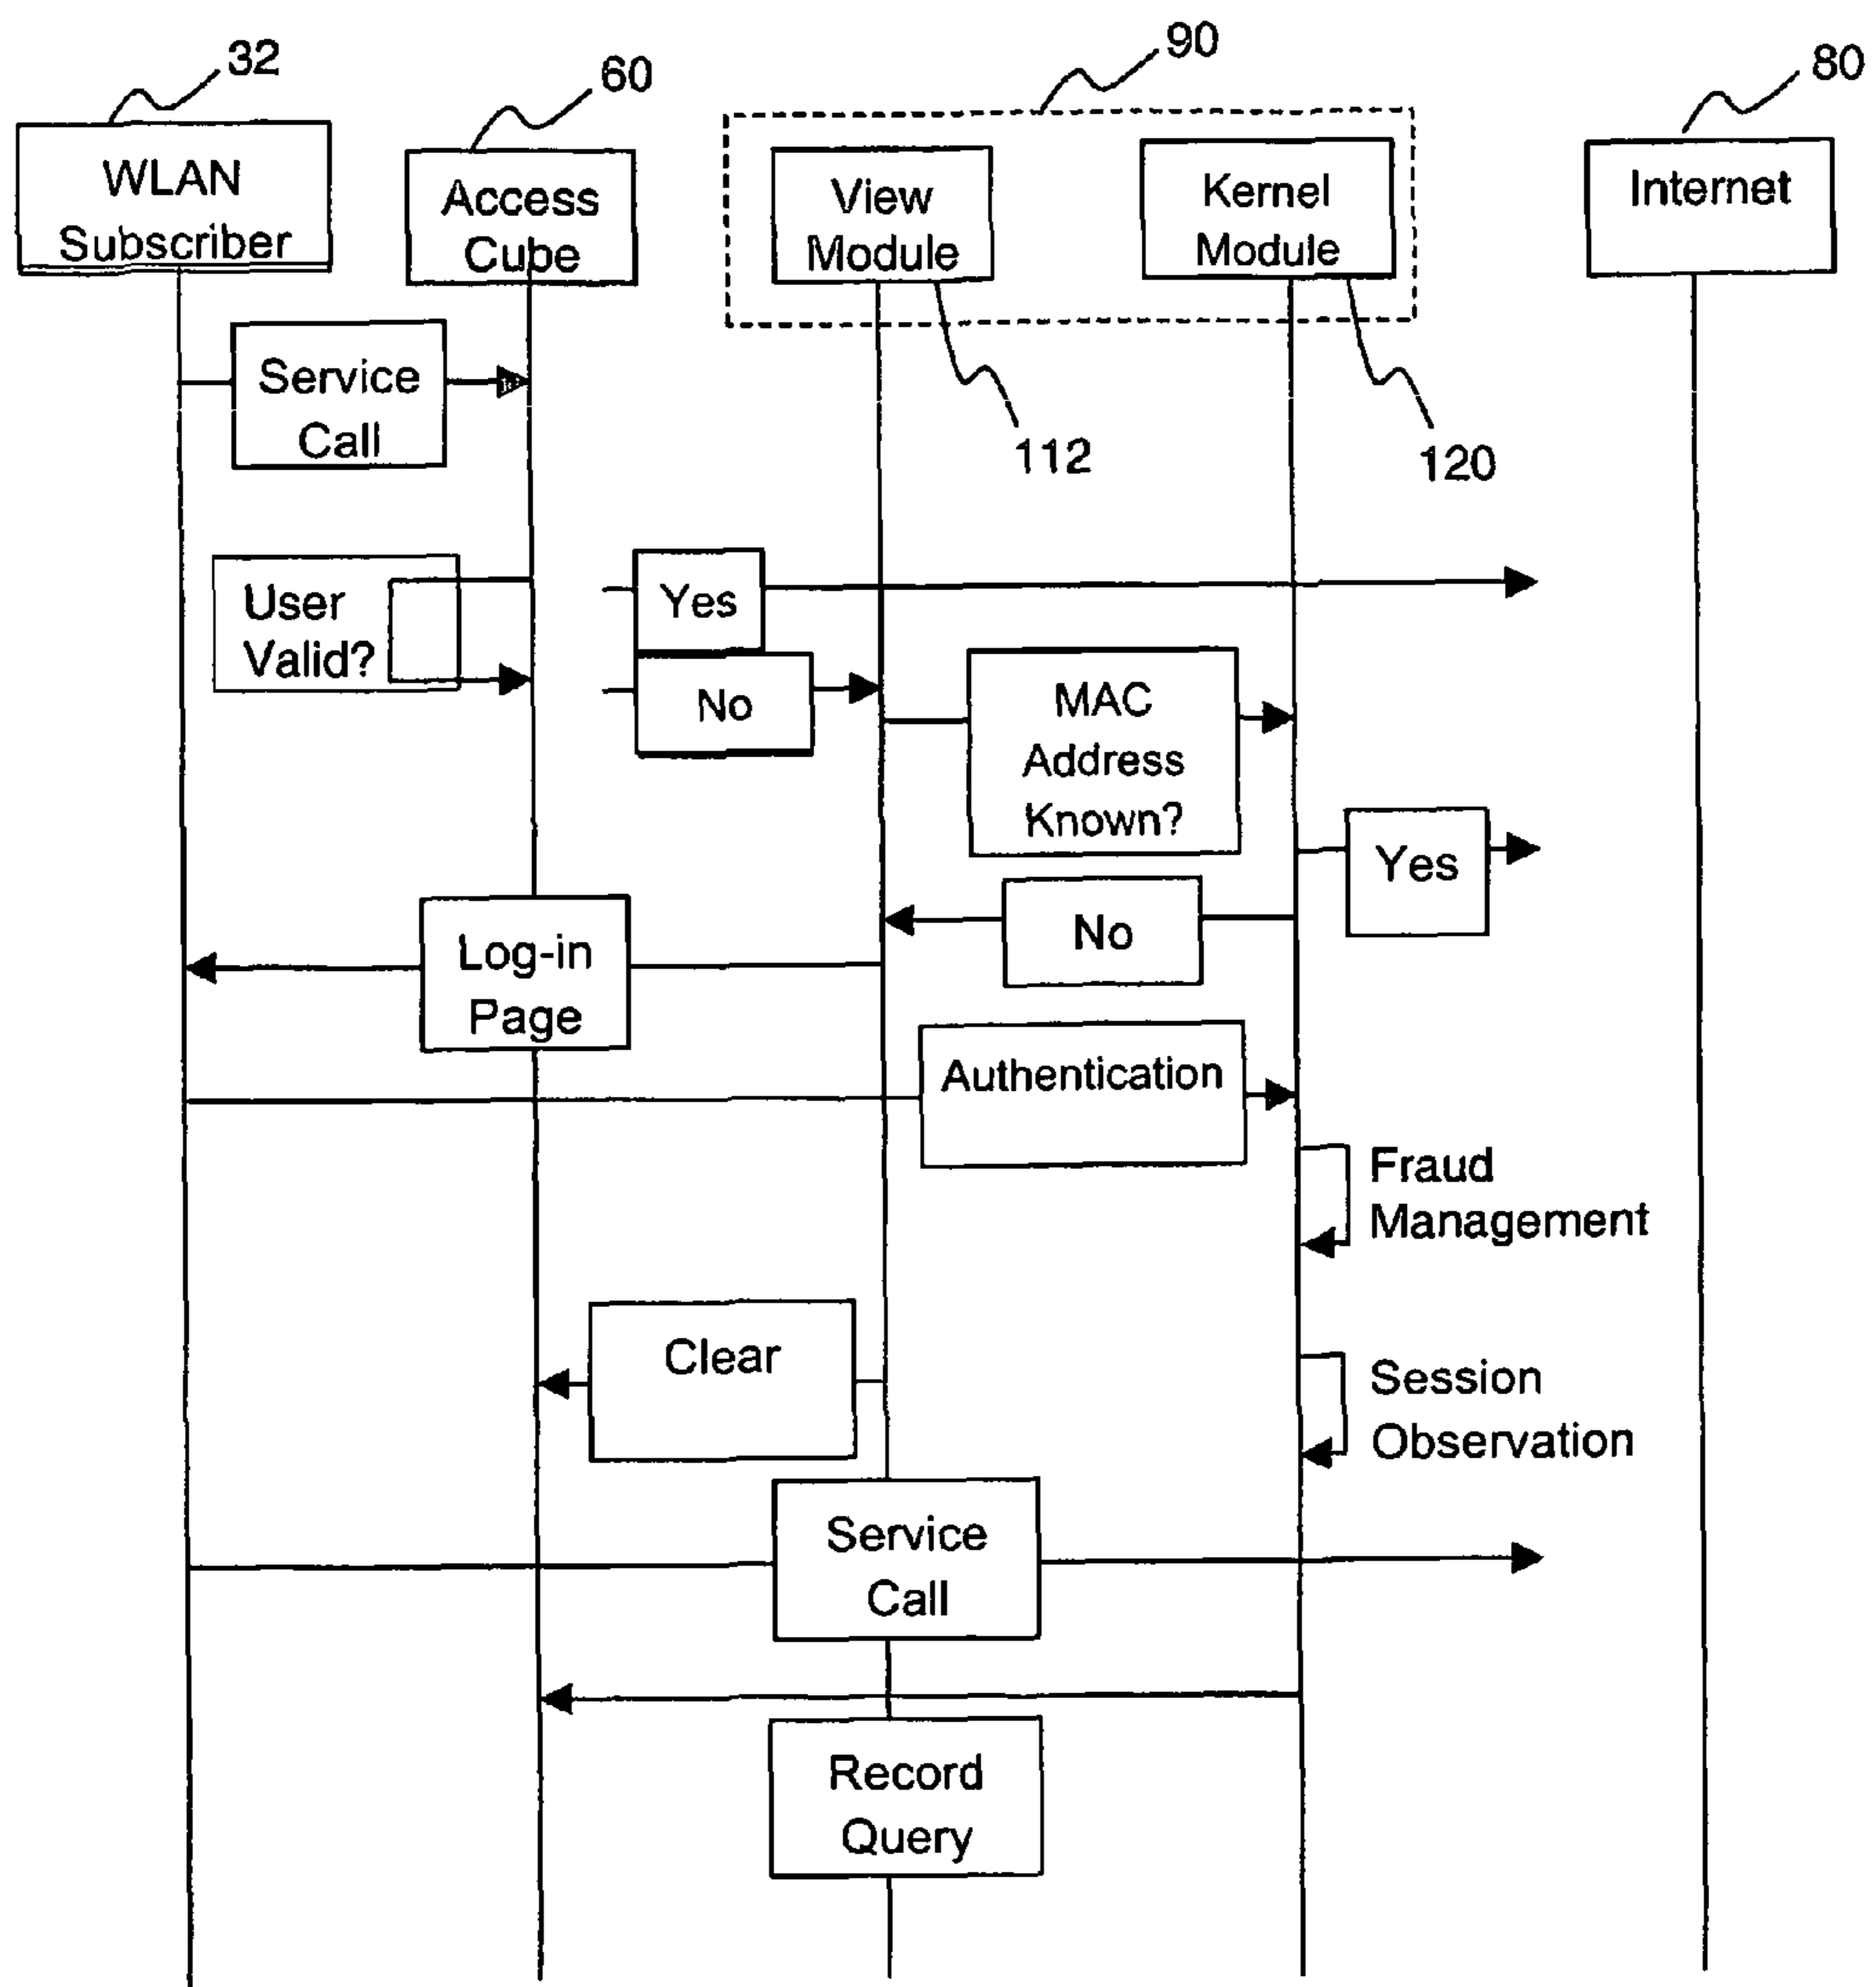 32
60
90
80
WLAN
Subscriber
Access
Cube
View
Module
Kernel
Module
Internet
Service
Call
112
120
User
Valid?
Yes
No
MAC
Address
Known?
Yes
No
Log-in
Page
Authentication
Fraud
Management
Clear
Session
Observation
Service
Call
Record
Query